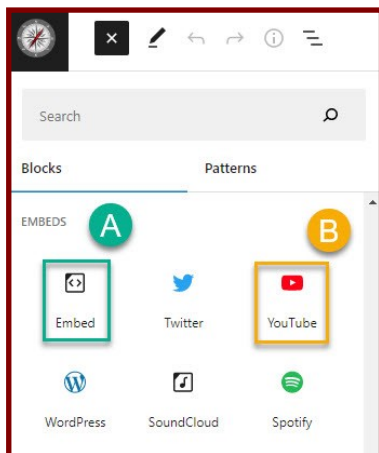 Search
Blocks Patterns
EMBEDS A B
Embed Twitter YouTube
WordPress SoundCloud Spotify